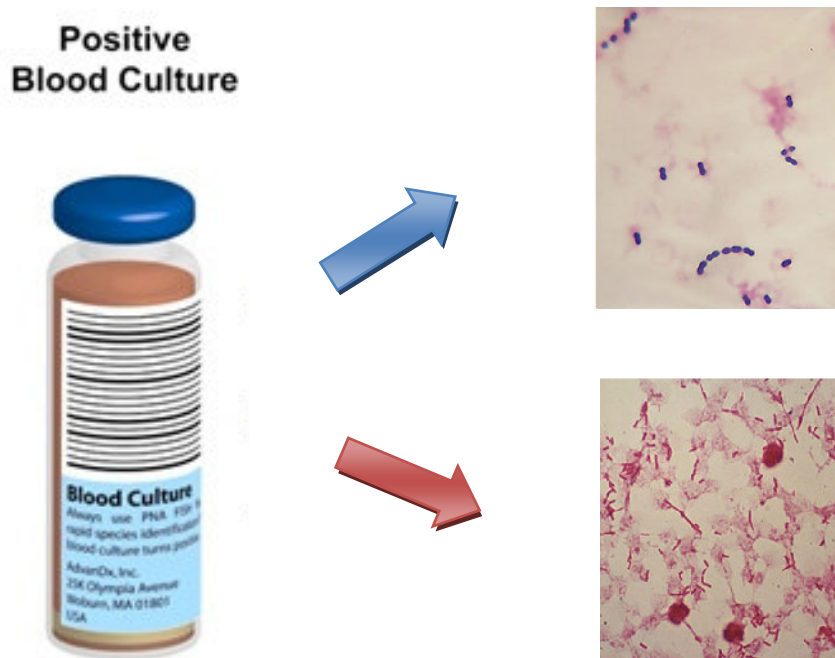 Positive
Blood Culture
Blood Culture
Always use PNA FISH
rapid species identification
blood culture turns positive
AdvanDx, Inc.
25K Olympia Avenue
Woburn, MA 01801
USA